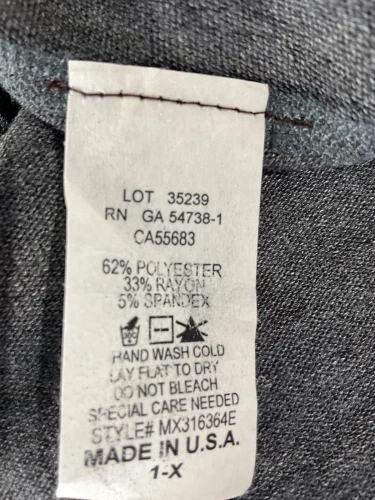 LOT 35239
RN GA 54738-1
CA55683
62% POLYESTER
33% RAYON
5% SPANDEX
HAND WASH COLD
LAY FLAT TO DRY
DO NOT BLEACH
SPECIAL CARE NEEDED
STYLE# MX316364E
MADE IN U.S.A.
1-X